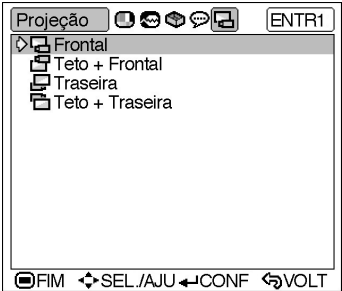 Projeção ENTR1
Frontal
Teto + Frontal
Traseira
Teto + Traseira
FIM SEL./AJU CONF VOLT